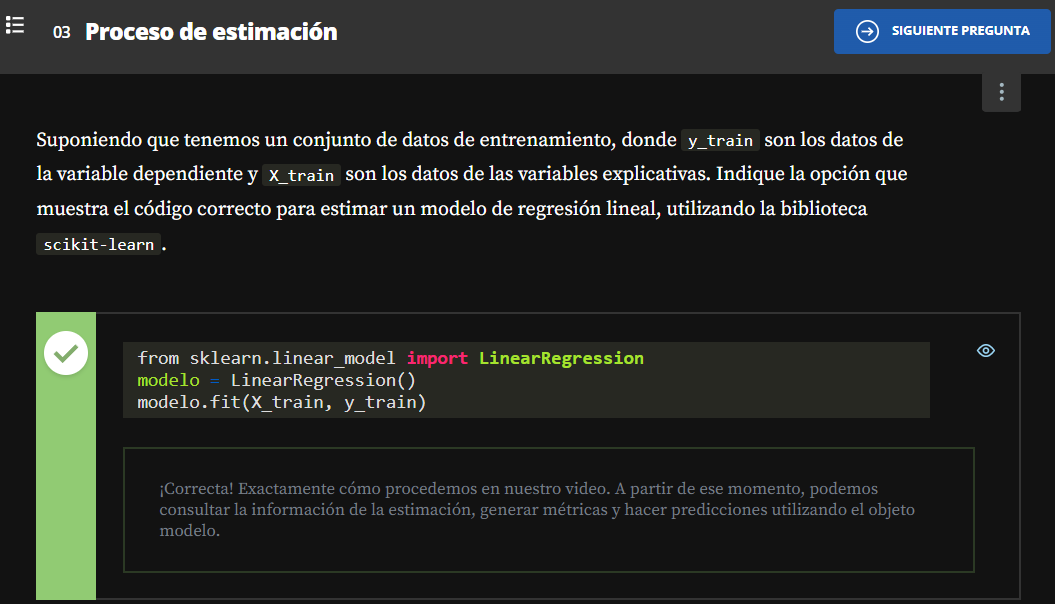 03 Proceso de estimación
SIGUIENTE PREGUNTA
Suponiendo que tenemos un conjunto de datos de entrenamiento, donde y_train son los datos de
la variable dependiente y X_train son los datos de las variables explicativas. Indique la opción que
muestra el código correcto para estimar un modelo de regresión lineal, utilizando la biblioteca
scikit-learn.
from sklearn.linear_model import LinearRegression
modelo = LinearRegression()
modelo.fit(X_train, y_train)
¡Correcta! Exactamente cómo procedemos en nuestro video. A partir de ese momento, podemos
consultar la información de la estimación, generar métricas y hacer predicciones utilizando el objeto
modelo.